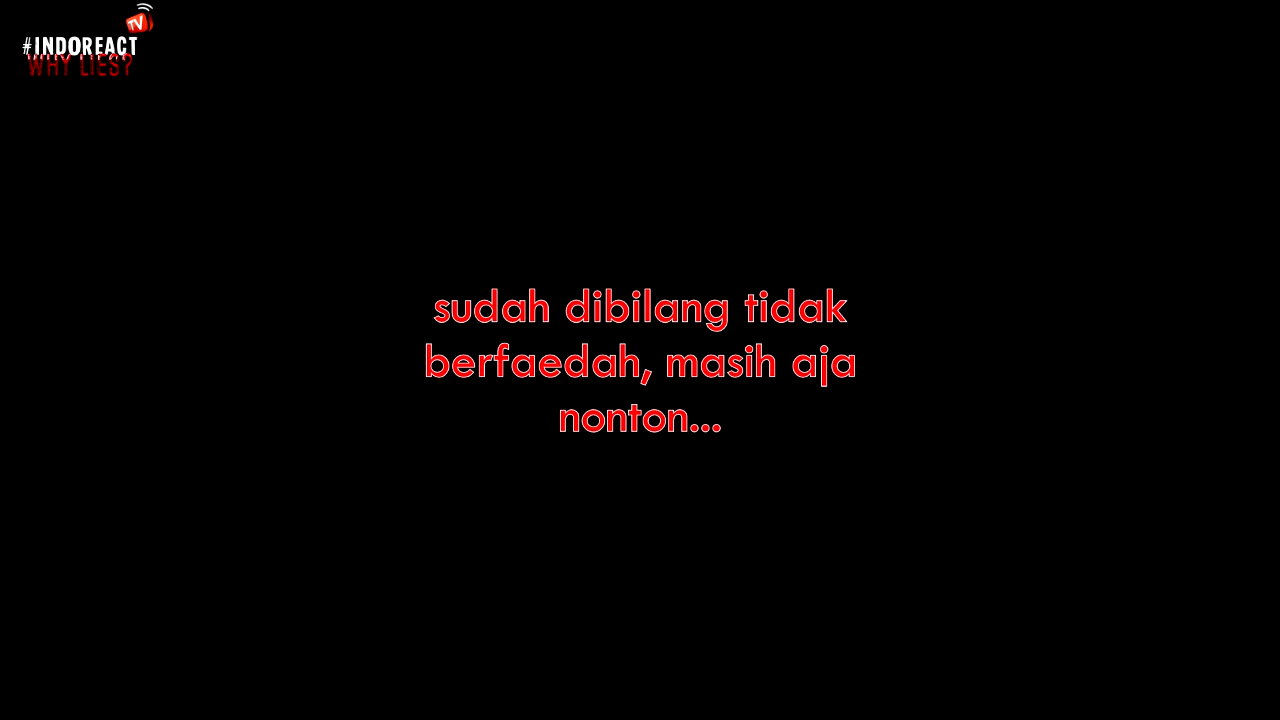 TV
#INDOREACT
WHY LIES?
sudah dibilang tidak
berfaedah, masih aja
nonton...